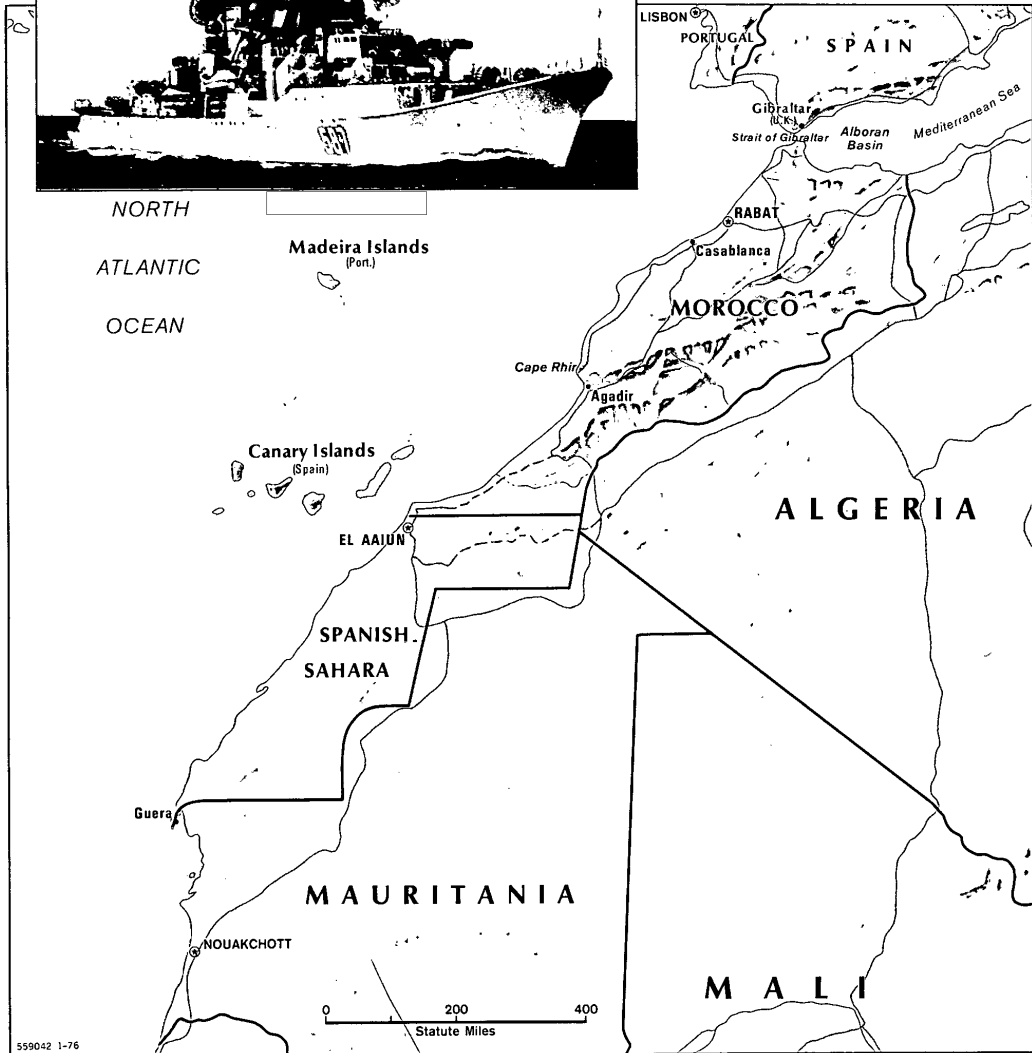 LISBON
PORTUGAL
SPAIN
Gibraltar
(U.K.)
Strait of Gibraltar
Alboran
Basin
Mediterranean Sea
NORTH
ATLANTIC
OCEAN
Madeira Islands
(Port.)
RABAT
Casablanca
MOROCCO
Cape Rhir
Agadir
Canary Islands
(Spain)
ALGERIA
EL AAIUN
SPANISH
SAHARA
Guera
MAURITANIA
NOUAKCHOTT
MALI
0 200 400
Statute Miles
559042 1-76